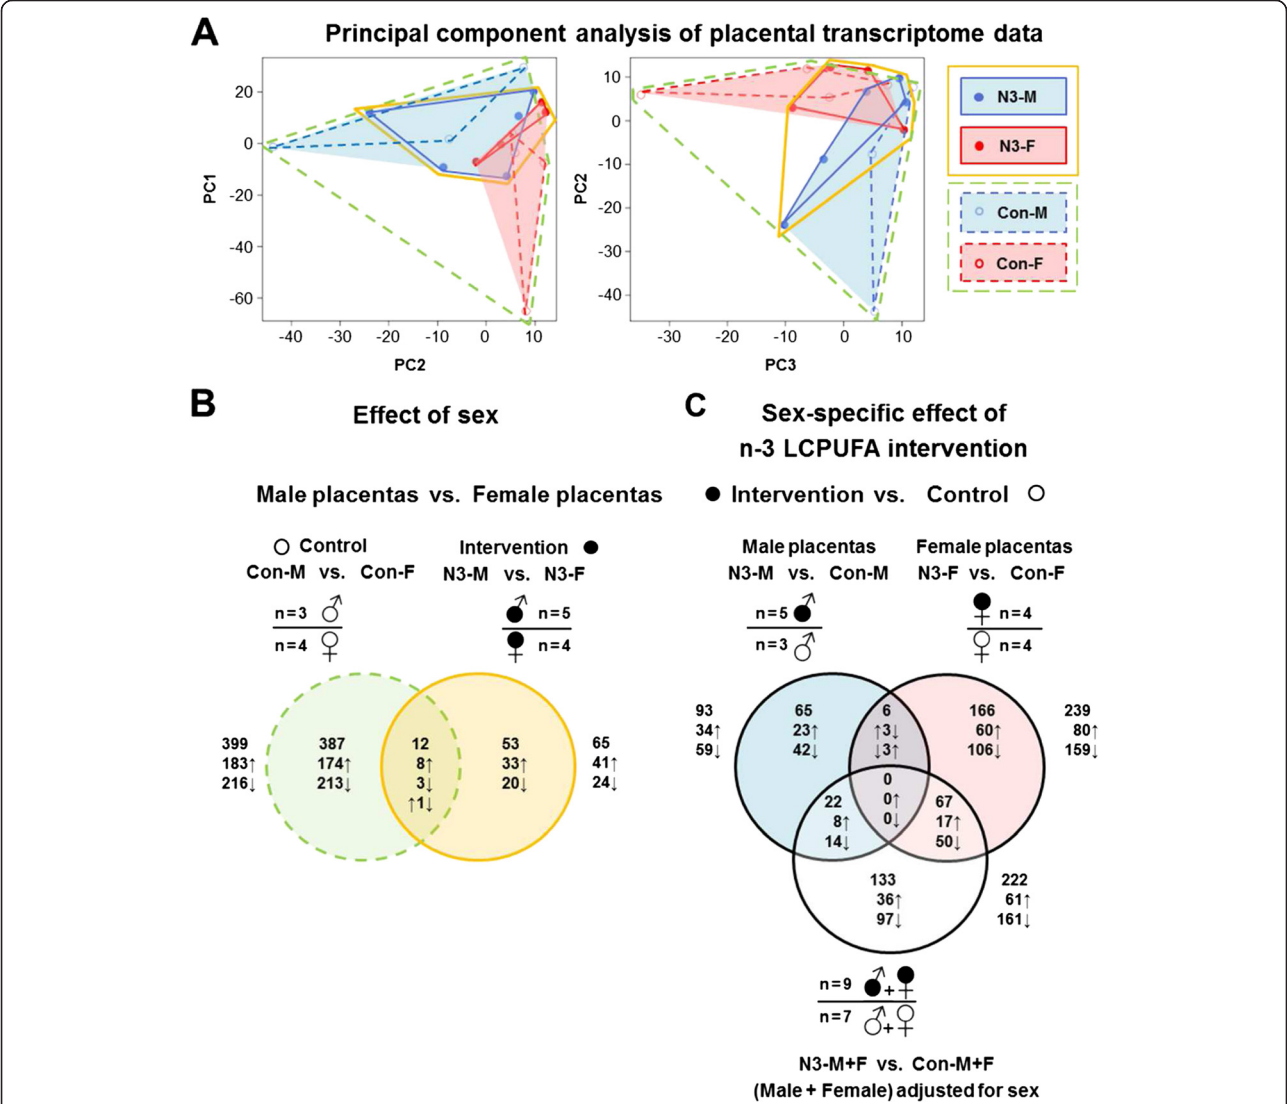 A
Principal component analysis of placental transcriptome data
20
0
-20
-40
-60
PC1
-40 -30 -20 -10 0 10
PC2
10
0
-10
-20
-30
-40
PC2
-30 -20 -10 0 10
PC3
N3-M
N3-F
Con-M
Con-F
B
Effect of sex
Male placentas vs. Female placentas
○ Control
Con-M vs. Con-F
n=3 ♂
n=4 ♀
Intervention ●
N3-M vs. N3-F
n=5
n=4
399
183↑
216↓
387
174↑
213↓
12
8↑
3↓
↑1↓
53
33↑
20↓
65
41↑
24↓
C
Sex-specific effect of
n-3 LCPUFA intervention
● Intervention vs. Control ○
Male placentas
N3-M vs. Con-M
n=5
n=3 ♂
Female placentas
N3-F vs. Con-F
n=4
n=4
93
34↑
59↓
65
23↑
42↓
6
↑3↓
↓3↑
166
60↑
106↓
239
80↑
159↓
0
0↑
0↓
22
8↑
14↓
67
17↑
50↓
133
36↑
97↓
222
61↑
161↓
n=9 +
n=7 ♂+♀
N3-M+F vs. Con-M+F
(Male + Female) adjusted for sex